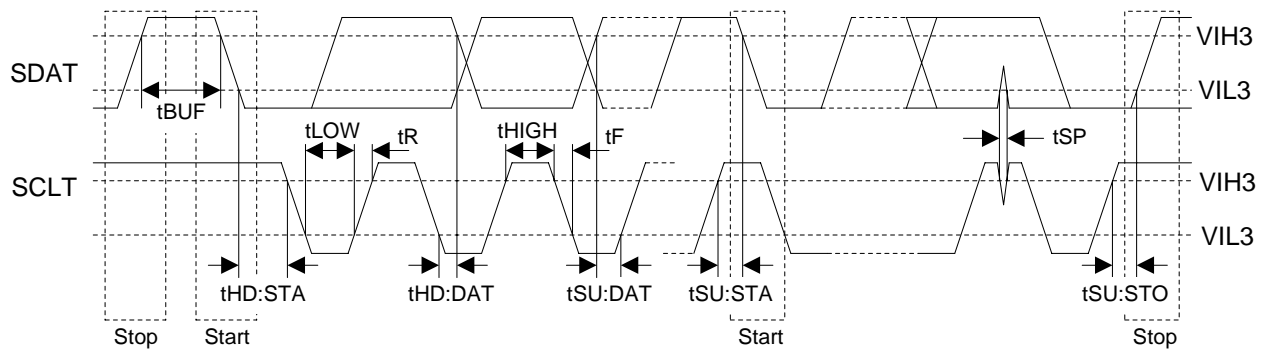 VIH3
SDAT
VIL3
tBUF
tLOW
tR
tHIGH
tF
tSP
SCLT
VIH3
VIL3
tHD:STA
tHD:DAT
tSU:DAT
tSU:STA
tSU:STO
Stop
Start
Start
Stop